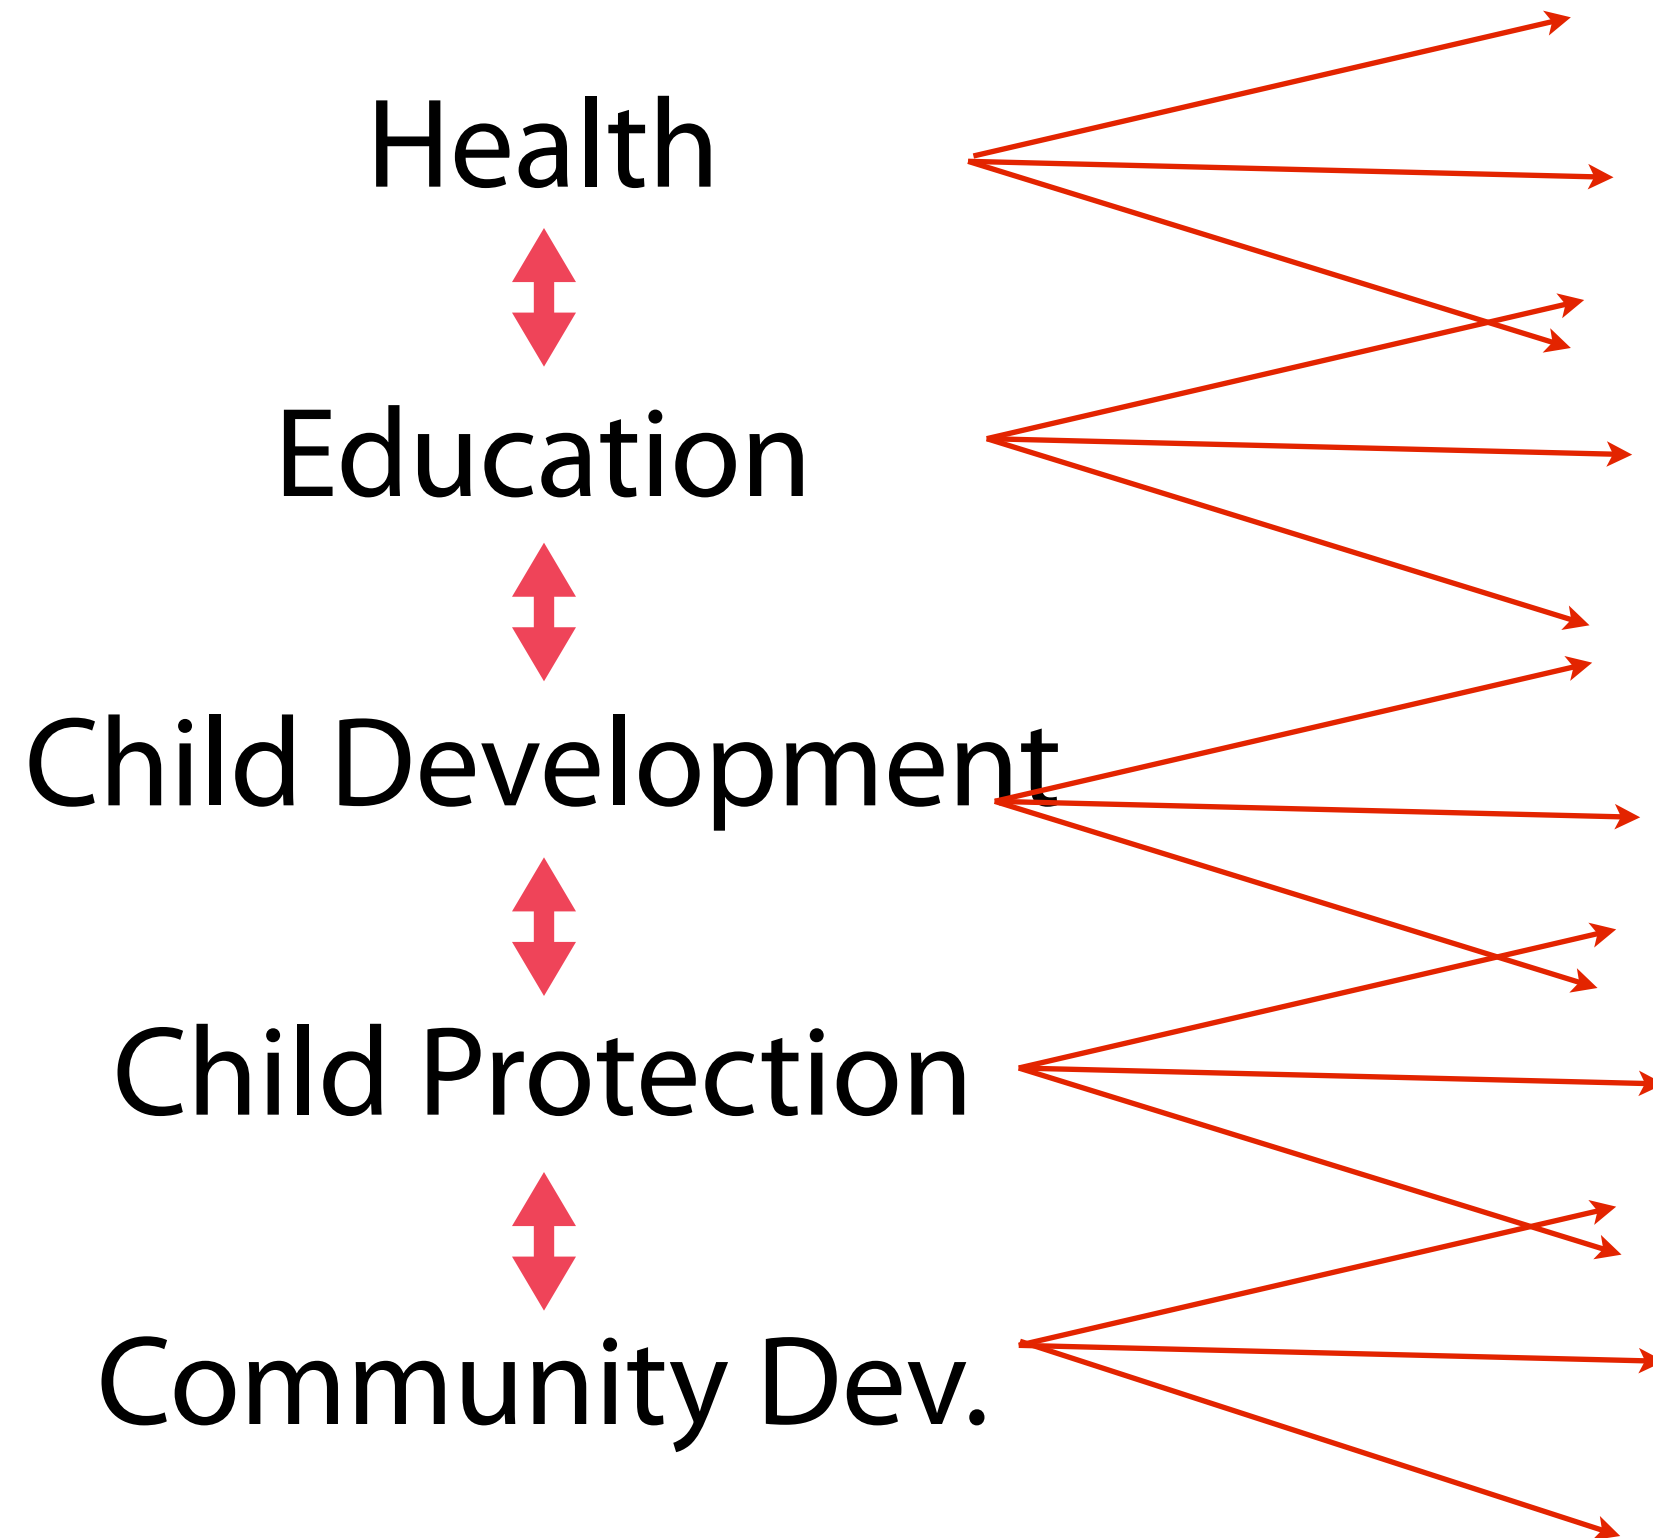 Health
Education
Child Development
Child Protection
Community Dev.